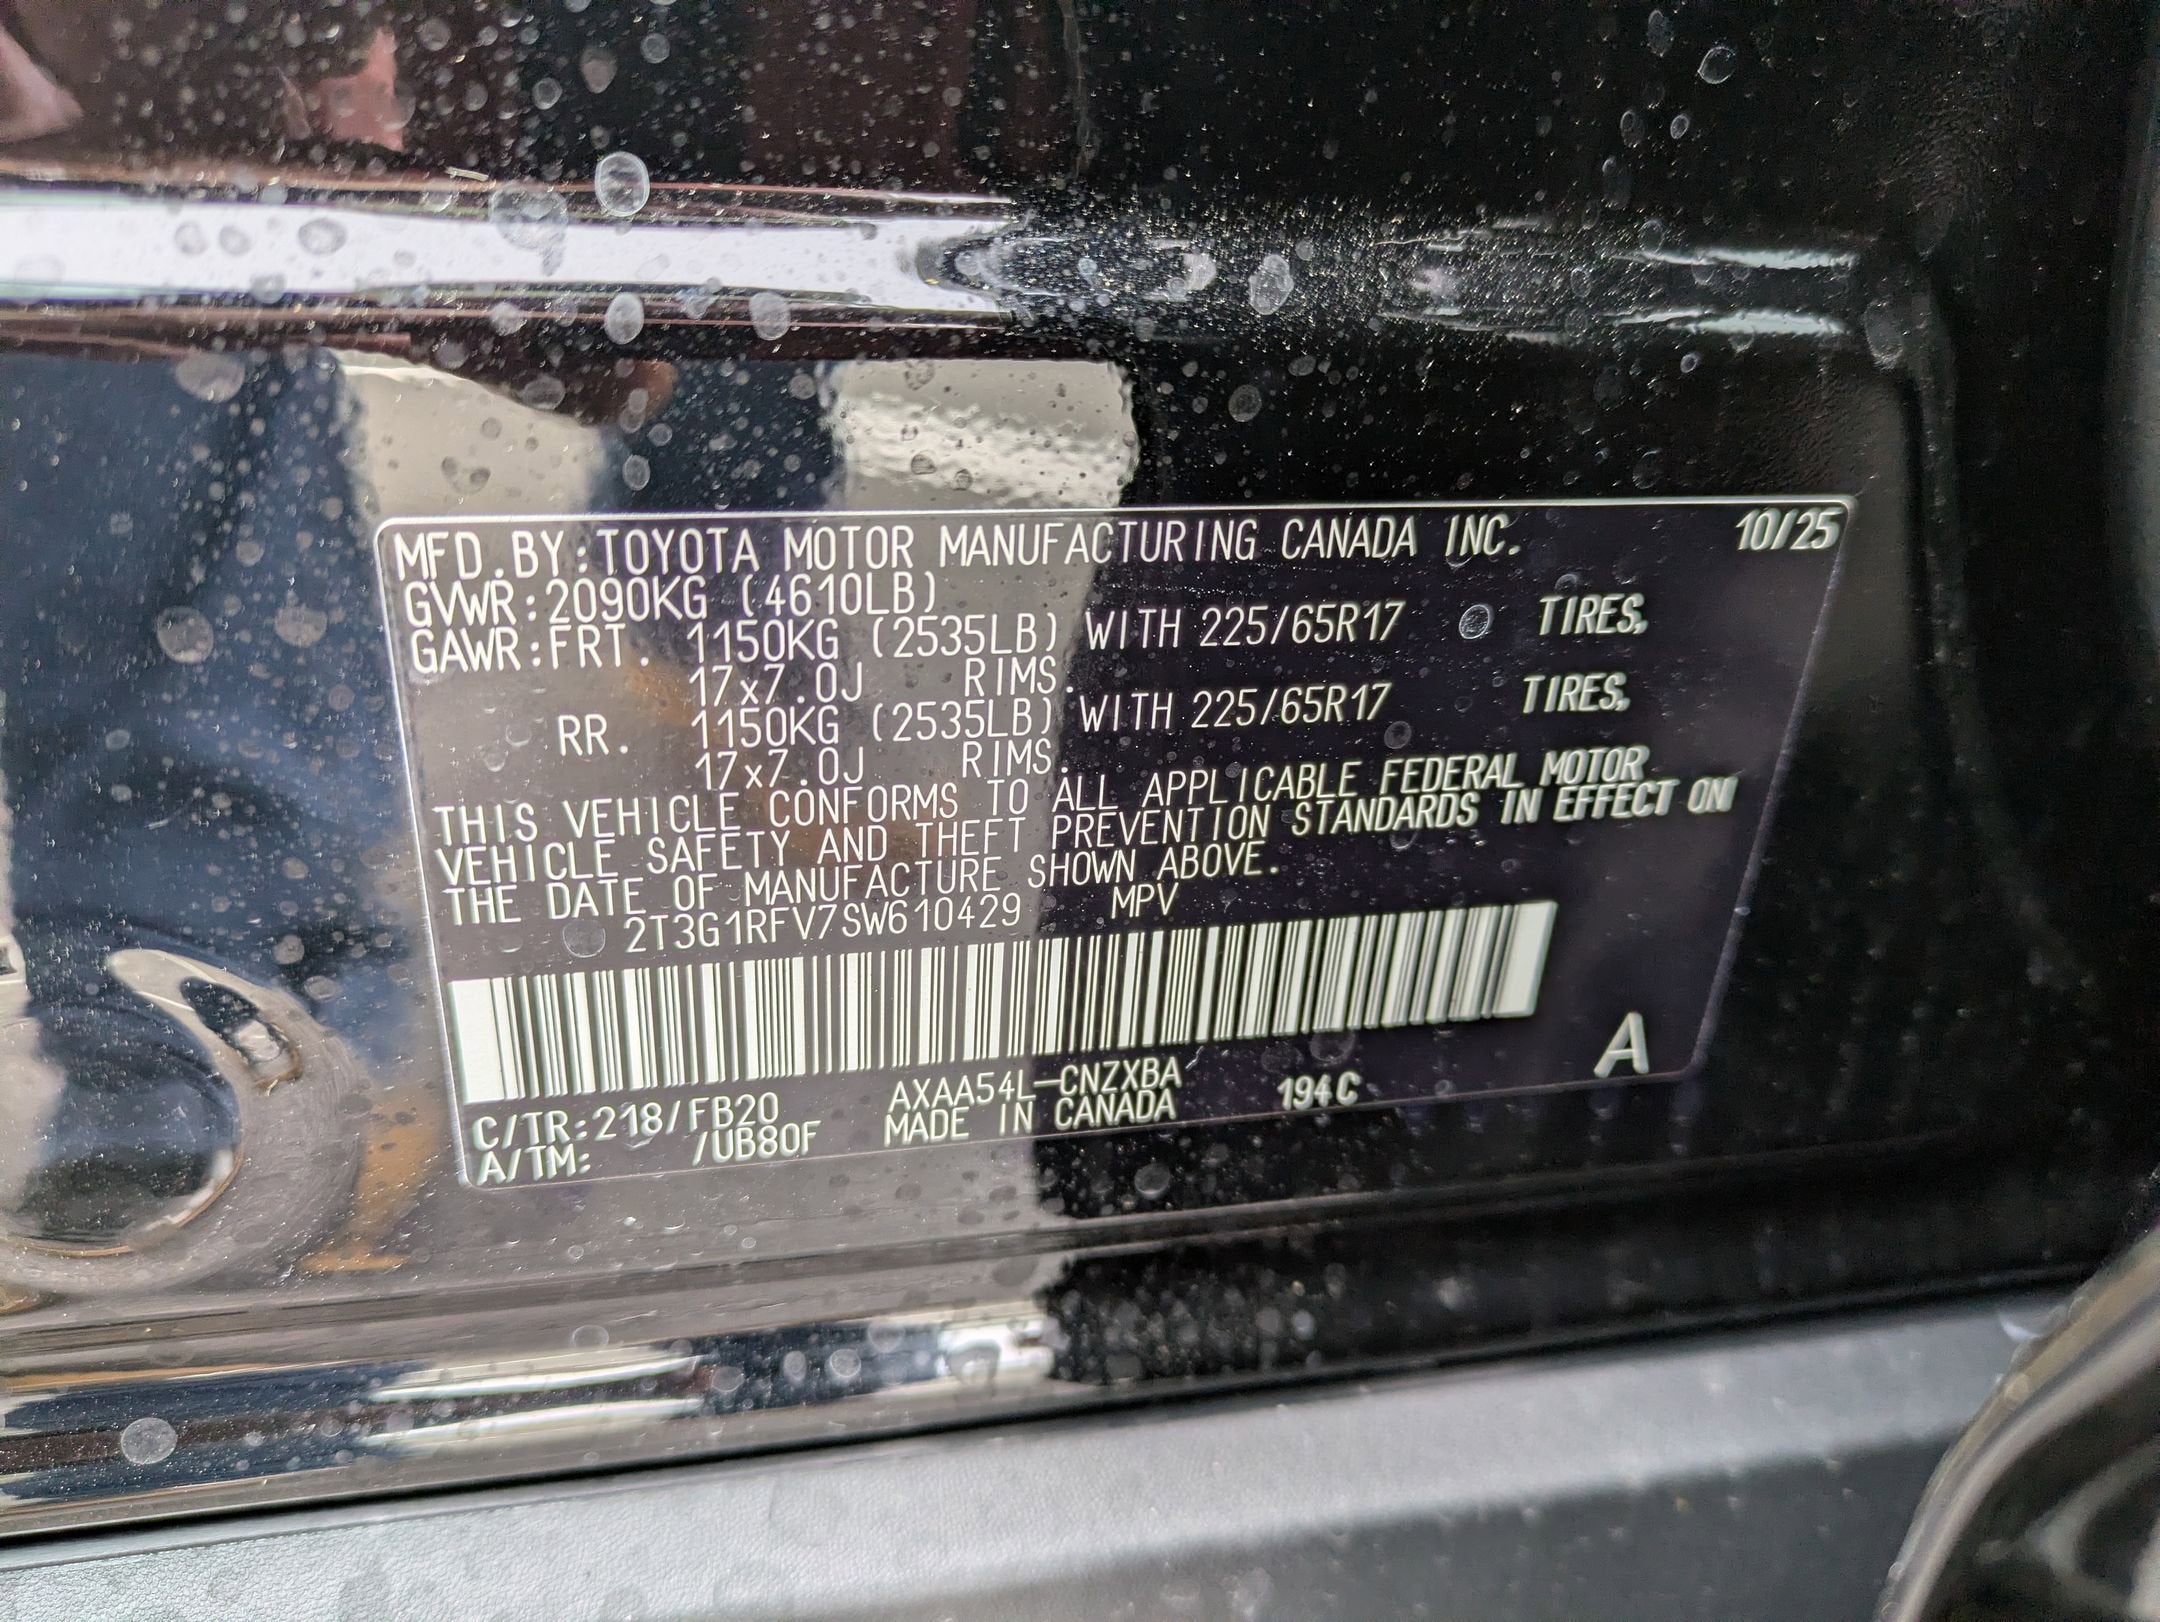 MFD.BY:TOYOTA MOTOR MANUFACTURING CANADA INC. 10/25
GVWR:2090KG (4610LB)
GAWR:FRT. 1150KG (2535LB) WITH 225/65R17 TIRES,
17x7.0J RIMS.
RR. 1150KG (2535LB) WITH 225/65R17 TIRES,
17x7.0J RIMS.
THIS VEHICLE CONFORMS TO ALL APPLICABLE FEDERAL MOTOR
VEHICLE SAFETY AND THEFT PREVENTION STANDARDS IN EFFECT ON
THE DATE OF MANUFACTURE SHOWN ABOVE.
2T3G1RFV7SW610429 MPV
A
C/TR:218/FB20 AXAA54L-CNZXBA 194C
A/TM: /UB80F MADE IN CANADA